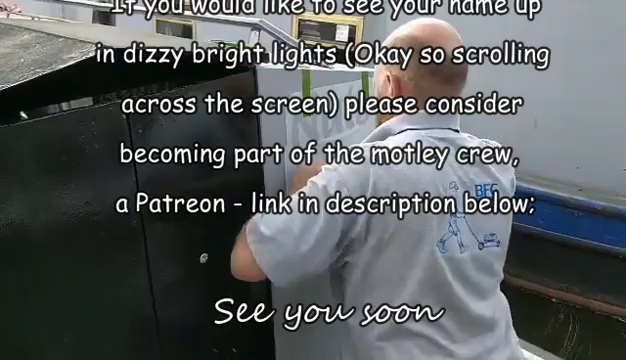 If you would like to see your name up
in dizzy bright lights (Okay so scrolling
across the screen) please consider
becoming part of the motley crew,
a Patreon - link in description below;
BFG
See you soon